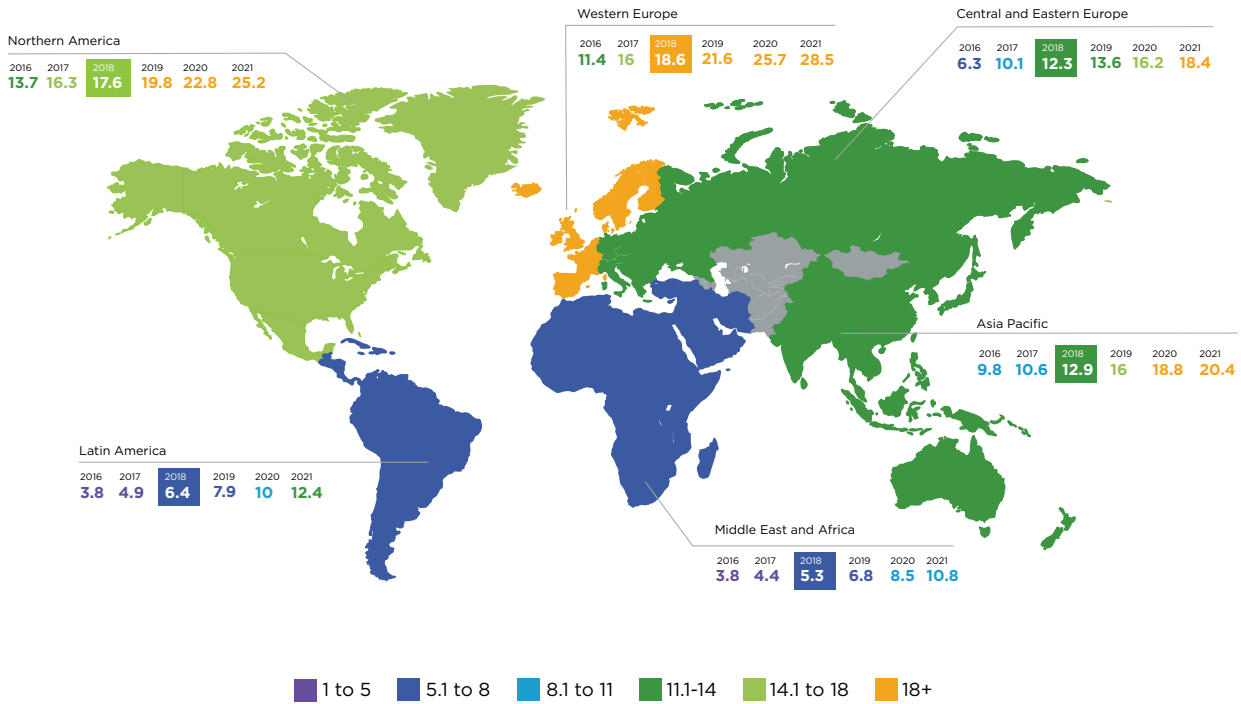 Northern America
2016 2017 2018 2019 2020 2021
13.7 16.3 17.6 19.8 22.8 25.2
Western Europe
2016 2017 2018 2019 2020 2021
11.4 16 18.6 21.6 25.7 28.5
Central and Eastern Europe
2016 2017 2018 2019 2020 2021
6.3 10.1 12.3 13.6 16.2 18.4
Asia Pacific
2016 2017 2018 2019 2020 2021
9.8 10.6 12.9 16 18.8 20.4
Latin America
2016 2017 2018 2019 2020 2021
3.8 4.9 6.4 7.9 10 12.4
Middle East and Africa
2016 2017 2018 2019 2020 2021
3.8 4.4 5.3 6.8 8.5 10.8
1 to 5 5.1 to 8 8.1 to 11 11.1-14 14.1 to 18 18+